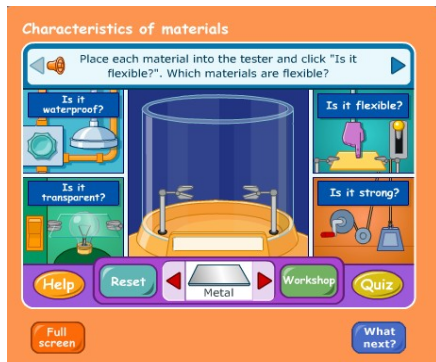 Characteristics of materials
Place each material into the tester and click "Is it
flexible?". Which materials are flexible?
Is it
waterproof?
Is it flexible?
Is it
transparent?
Is it strong?
Help
Reset
Metal
Workshop
Quiz
Full
screen
What
next?